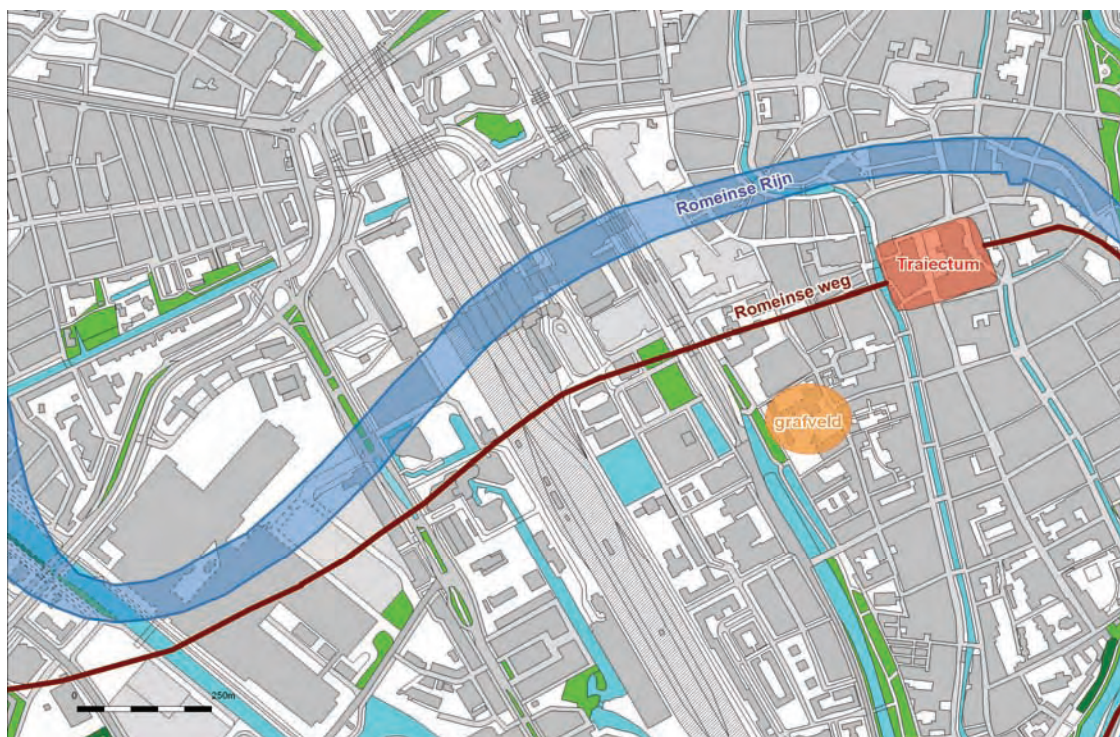 Romeinse Rijn
Traiectum
Romeinse weg
grafveld
0 250m